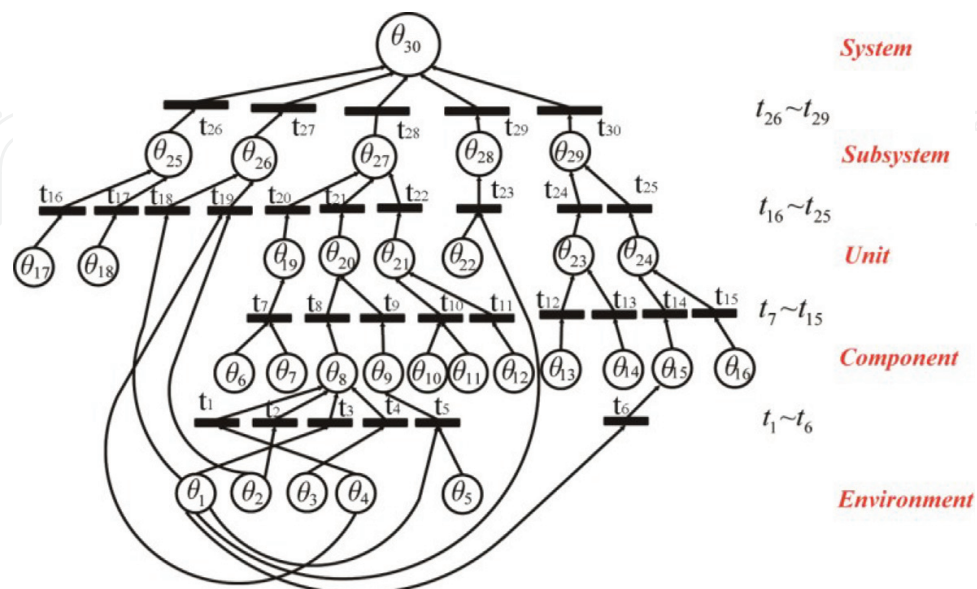 θ30
System
t26 t27 t28 t29 t30
t26~t29
θ25 θ26 θ27 θ28 θ29
Subsystem
t16 t17 t18 t19 t20 t21 t22 t23 t24 t25
t16~t25
θ17 θ18 θ19 θ20 θ21 θ22 θ23 θ24
Unit
t7 t8 t9 t10 t11 t12 t13 t14 t15
t7~t15
θ6 θ7 θ8 θ9 θ10 θ11 θ12 θ13 θ14 θ15 θ16
Component
t1 t2 t3 t4 t5 t6
t1~t6
θ1 θ2 θ3 θ4 θ5
Environment